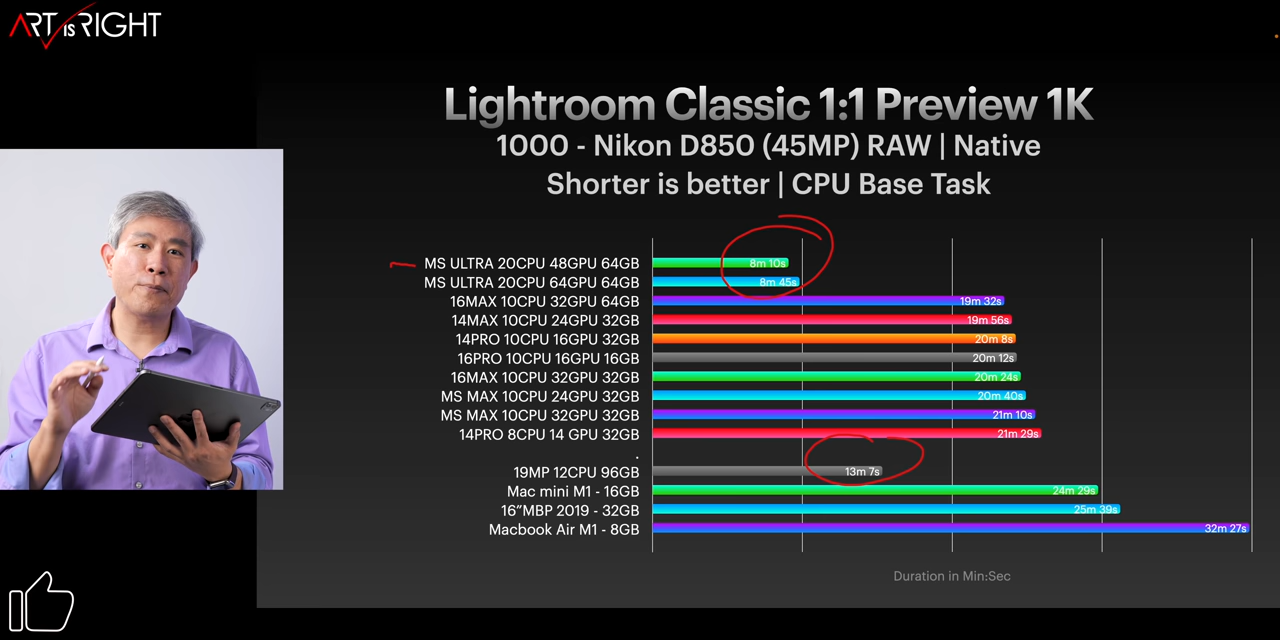 ART IS RIGHT
Lightroom Classic 1:1 Preview 1K
1000 - Nikon D850 (45MP) RAW | Native
Shorter is better | CPU Base Task
MS ULTRA 20CPU 48GPU 64GB 8m 10s
MS ULTRA 20CPU 64GPU 64GB 8m 45s
16MAX 10CPU 32GPU 64GB 19m 32s
14MAX 10CPU 24GPU 32GB 19m 56s
14PRO 10CPU 16GPU 32GB 20m 8s
16PRO 10CPU 16GPU 16GB 20m 12s
16MAX 10CPU 32GPU 32GB 20m 24s
MS MAX 10CPU 24GPU 32GB 20m 40s
MS MAX 10CPU 32GPU 32GB 21m 10s
14PRO 8CPU 14 GPU 32GB 21m 29s
.
19MP 12CPU 96GB 13m 7s
Mac mini M1 - 16GB 24m 29s
16”MBP 2019 - 32GB 25m 39s
Macbook Air M1 - 8GB 32m 27s
Duration in Min:Sec